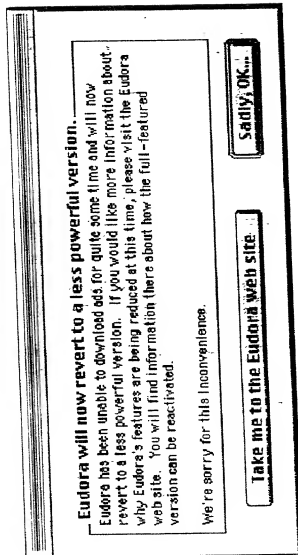 Eudora will now revert to a less powerful version.
Eudora has been unable to download ads for quite some time and will now
revert to a less powerful version. If you would like more information about
why Eudora's features are being reduced at this time, please visit the Eudora
web site. You will find information there about how the full-featured
version can be reactivated.
We're sorry for this inconvenience.
Take me to the Eudora web site
Sadly, OK...